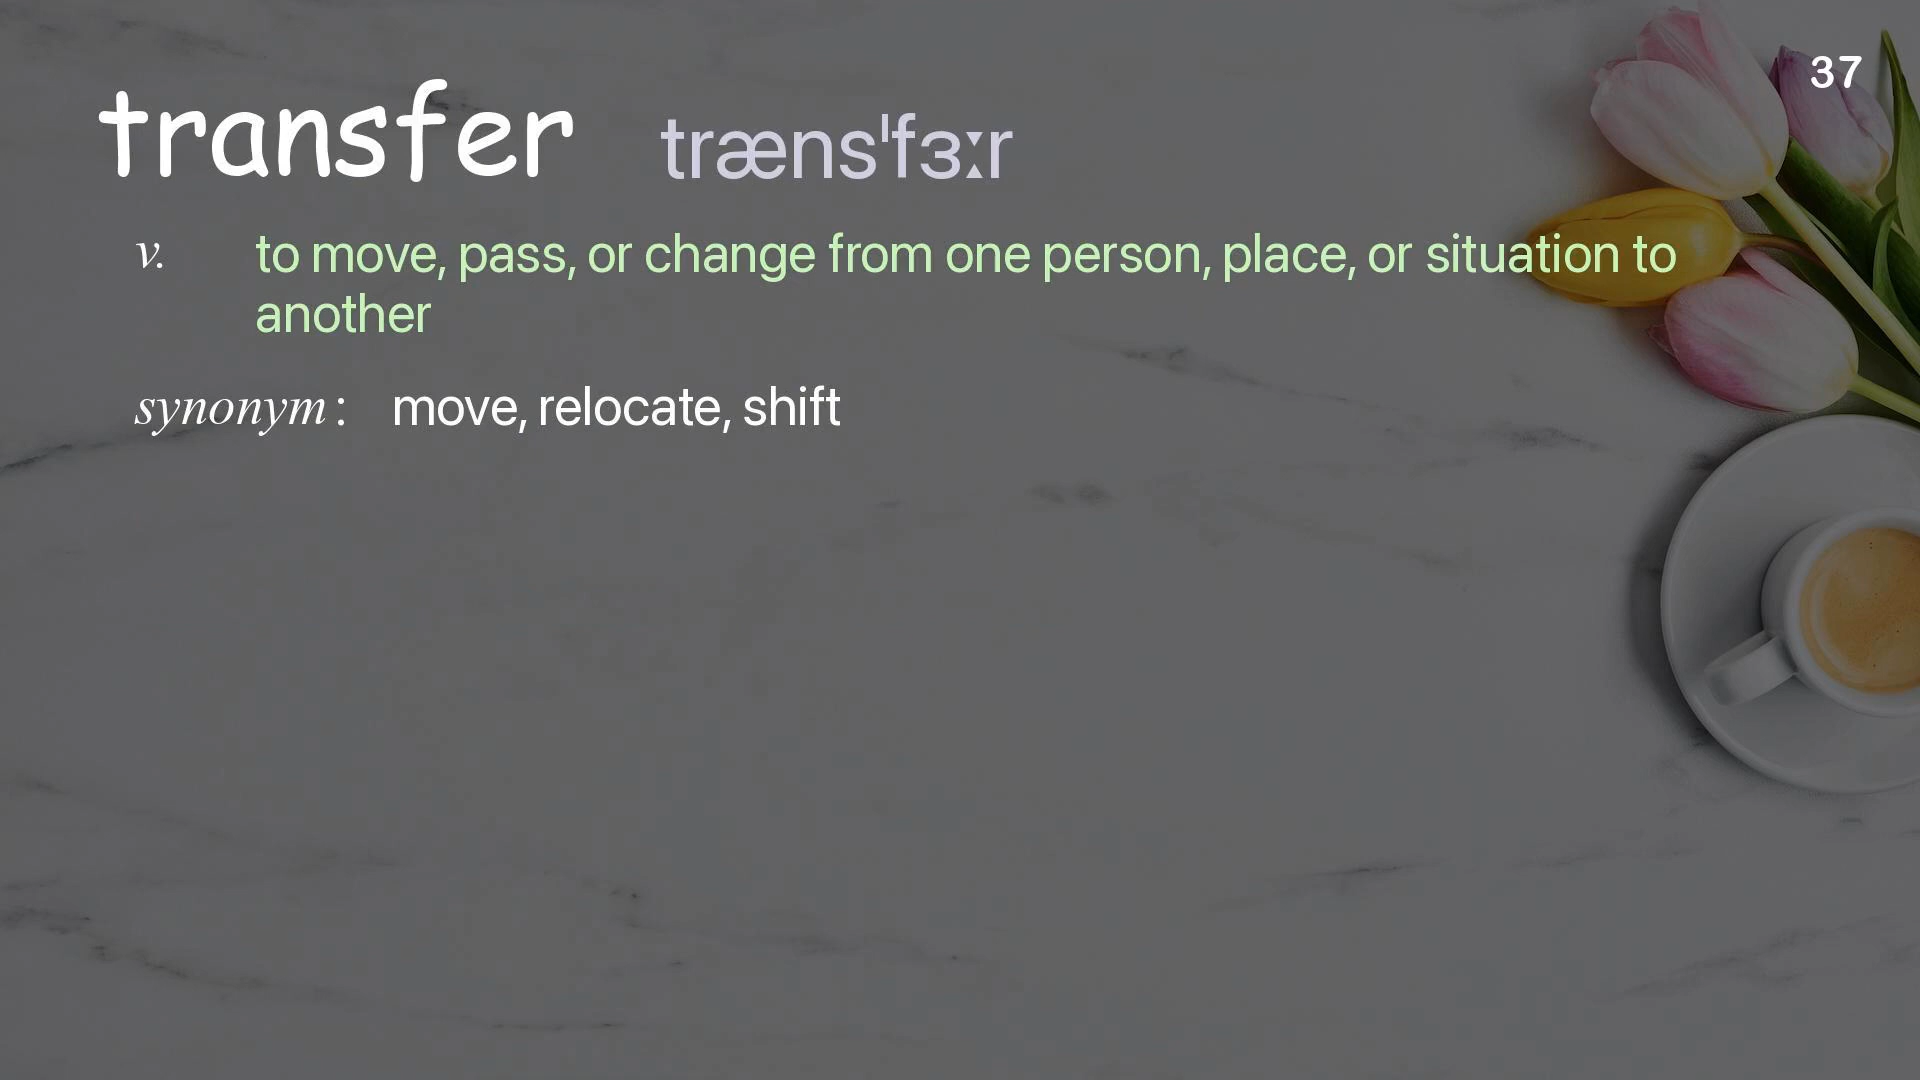 37
transfer trænsˈfɜːr
v. to move, pass, or change from one person, place, or situation to
another
synonym: move, relocate, shift